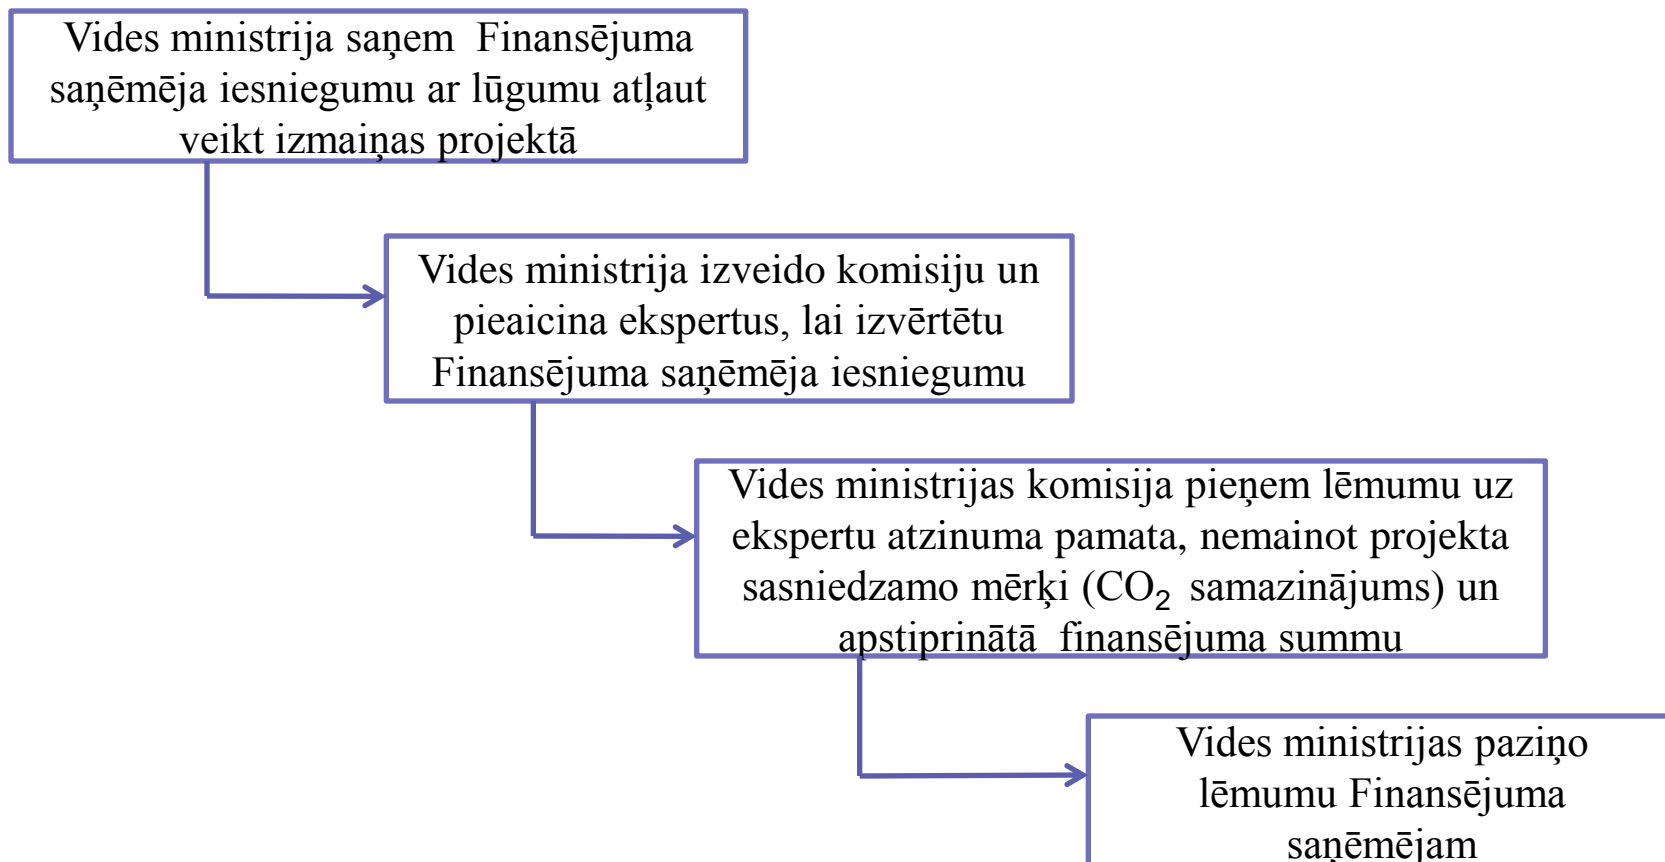 Vides ministrija saņem Finansējuma
saņēmēja iesniegumu ar lūgumu atļaut
veikt izmaiņas projektā
Vides ministrija izveido komisiju un
pieaicina ekspertus, lai izvērtētu
Finansējuma saņēmēja iesniegumu
Vides ministrijas komisija pieņem lēmumu uz
ekspertu atzinuma pamata, nemainot projekta
sasniedzamo mērķi (CO₂ samazinājums) un
apstiprinātā finansējuma summu
Vides ministrijas paziņo
lēmumu Finansējuma
saņēmējam